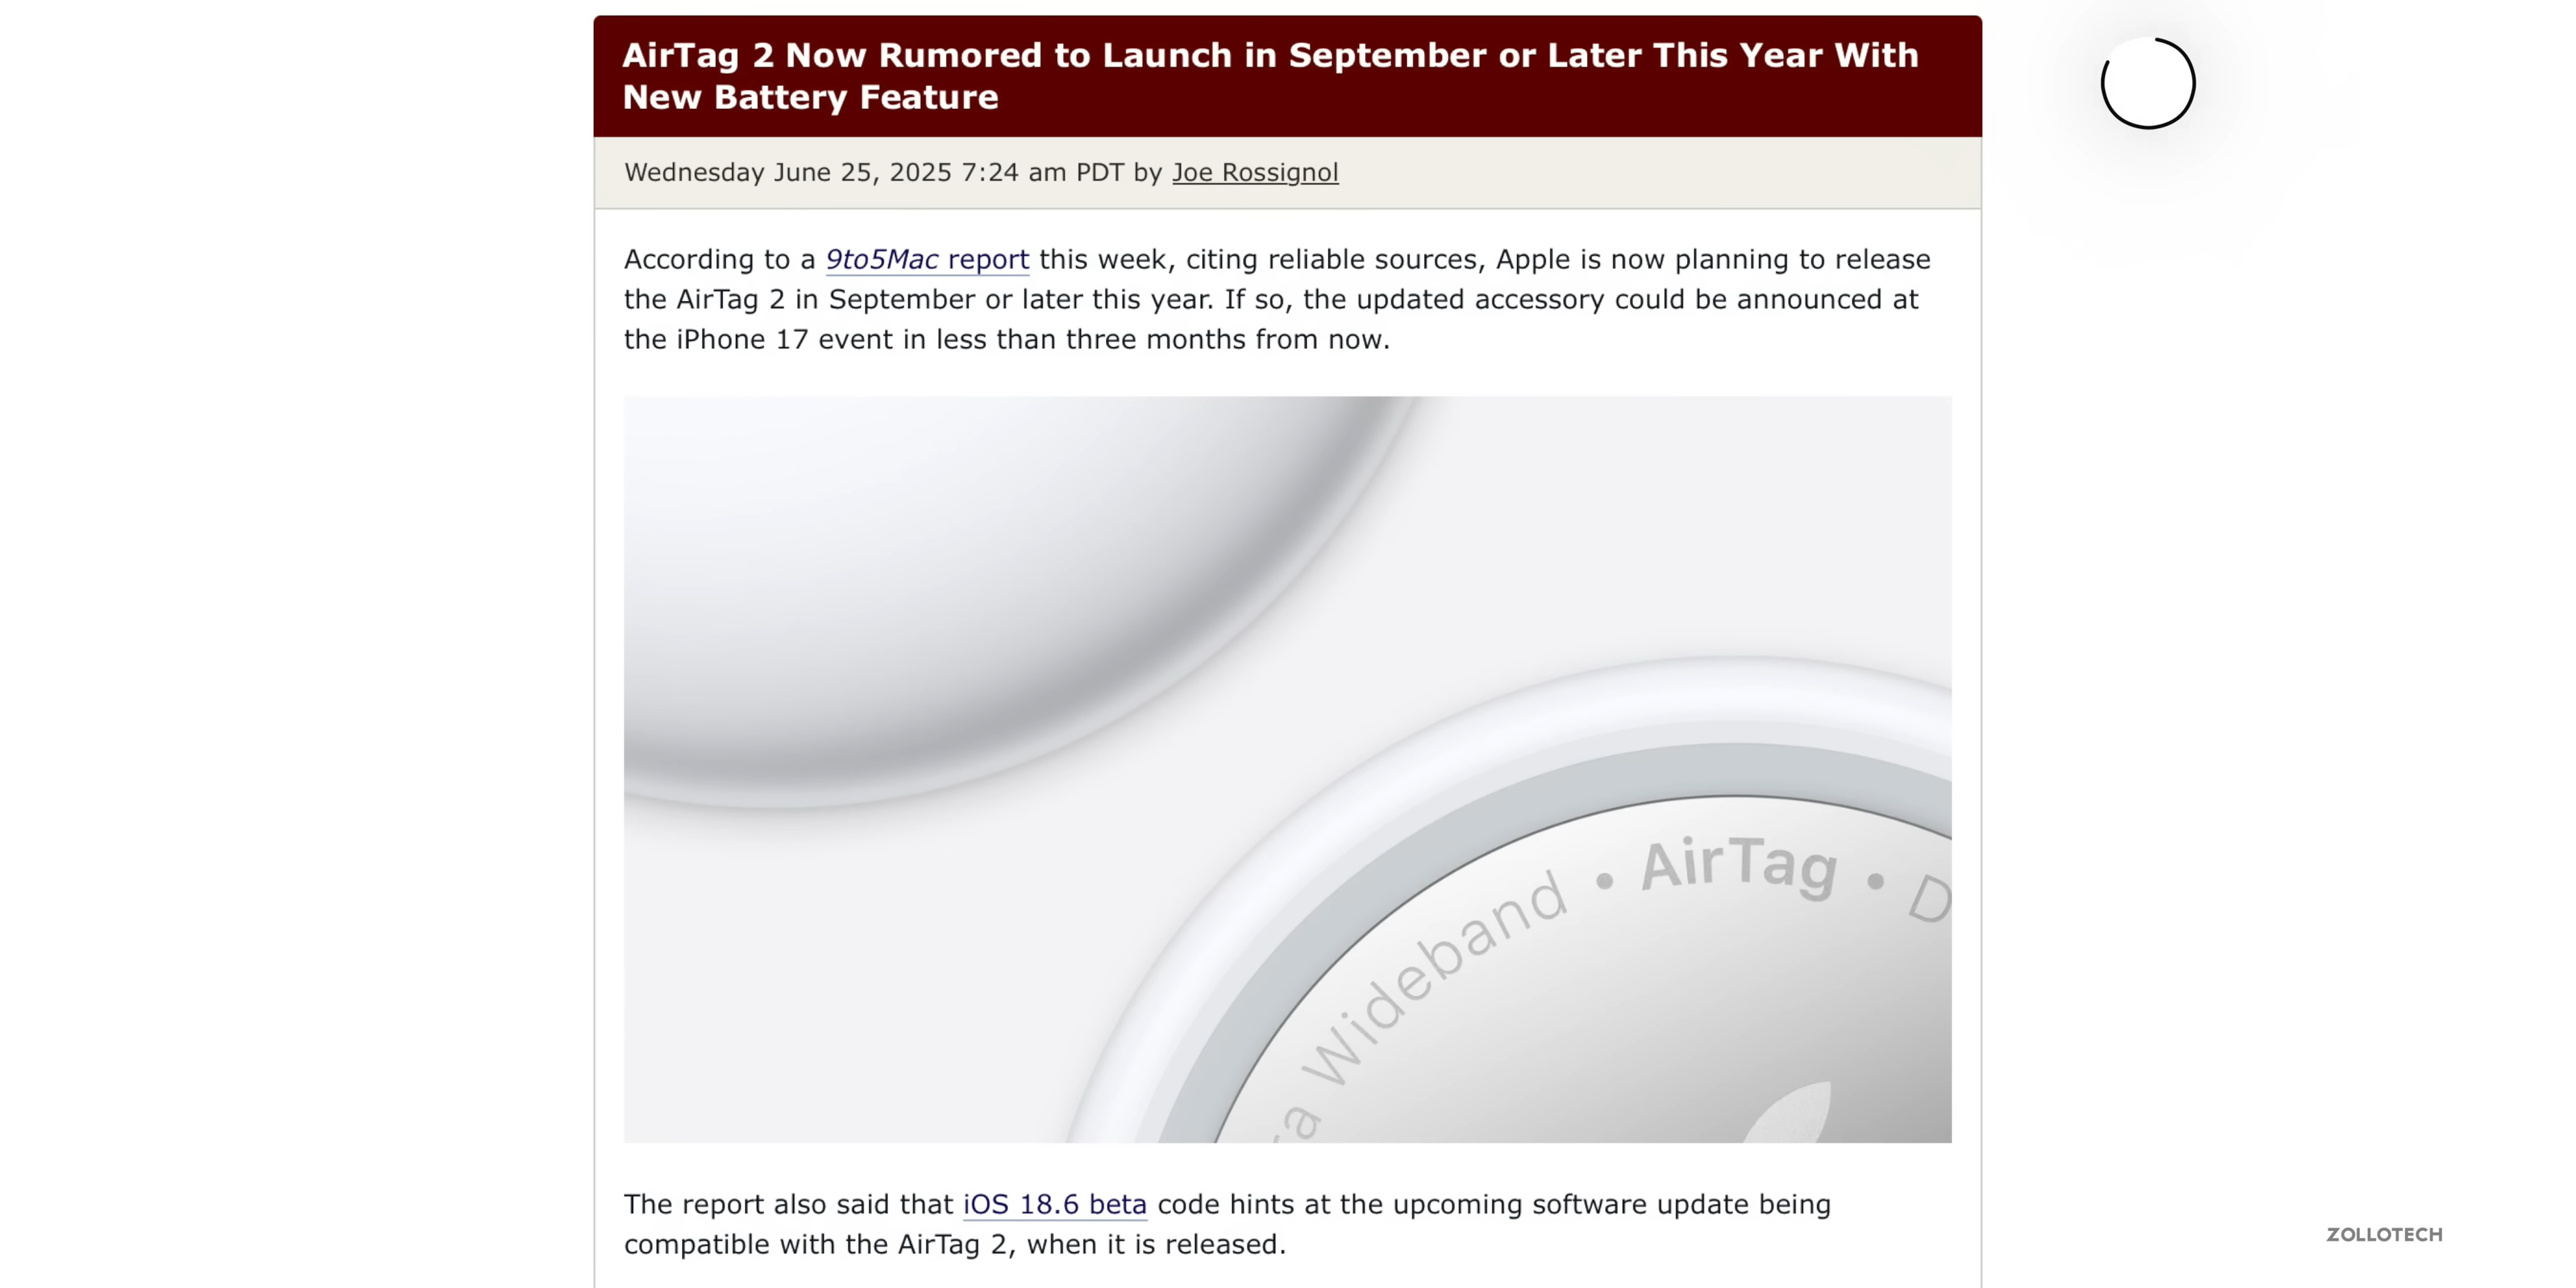 AirTag 2 Now Rumored to Launch in September or Later This Year With
New Battery Feature
Wednesday June 25, 2025 7:24 am PDT by Joe Rossignol
According to a 9to5Mac report this week, citing reliable sources, Apple is now planning to release
the AirTag 2 in September or later this year. If so, the updated accessory could be announced at
the iPhone 17 event in less than three months from now.
Wideband • AirTag •
The report also said that iOS 18.6 beta code hints at the upcoming software update being
compatible with the AirTag 2, when it is released.
ZOLLOTECH